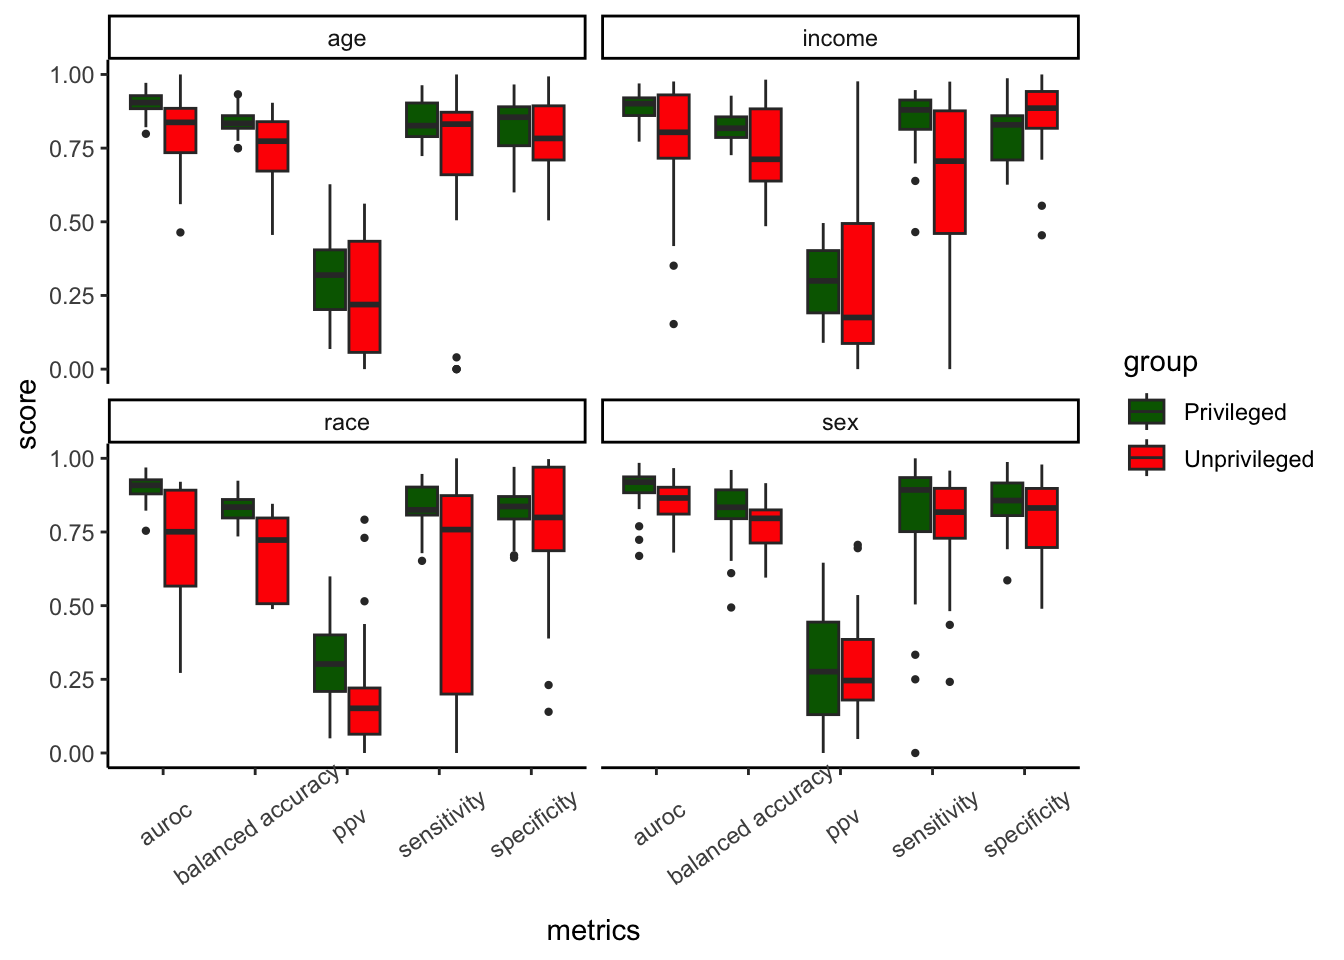 age
income
1.00
0.75
0.50
0.25
0.00
score
group
Privileged
Unprivileged
race
sex
1.00
0.75
0.50
0.25
0.00
auroc
balanced accuracy
ppv
sensitivity
specificity
auroc
balanced accuracy
ppv
sensitivity
specificity
metrics